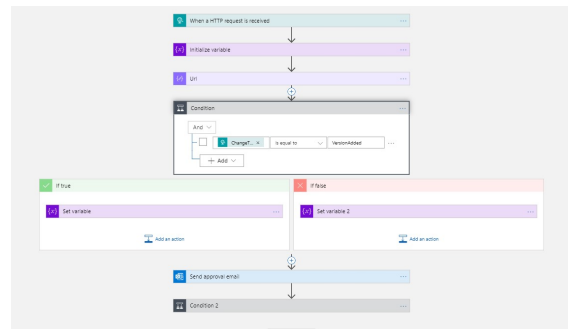 When a HTTP request is received
Initialize variable
Url
Condition
And
ChangeT... × Is equal to VersionAdded
+ Add
If true
If false
{x} Set variable
{x} Set variable 2
Add an action
Add an action
Send approval email
Condition 2